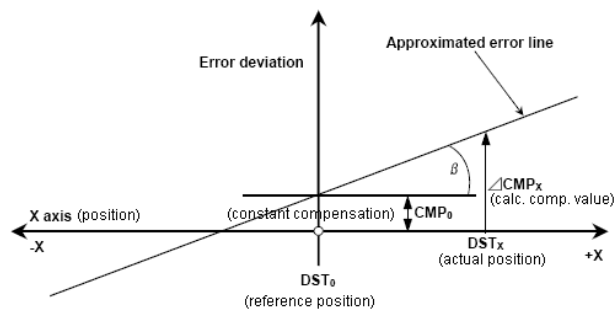 Approximated error line
Error deviation
β
⊿CMPx
(calc. comp. value)
X axis (position)
(constant compensation)
CMP₀
-X
DSTx
(actual position)
+X
DST₀
(reference position)